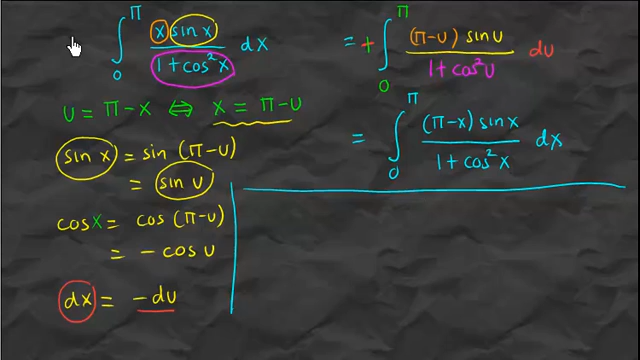 ∫₀^π (x sin x)/(1 + cos²x) dx
u = π-x ⇔ x = π-u
sin x = sin (π-u)
= sin u
cos x = cos (π-u)
= - cos u
dx = -du
= + ∫₀^π ((π-u) sin u)/(1 + cos²u) du
= ∫₀^π ((π-x) sin x)/(1 + cos²x) dx